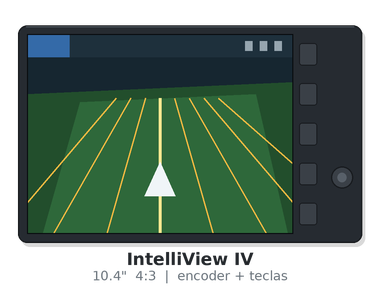 IntelliView IV
10.4" 4:3 | encoder + teclas